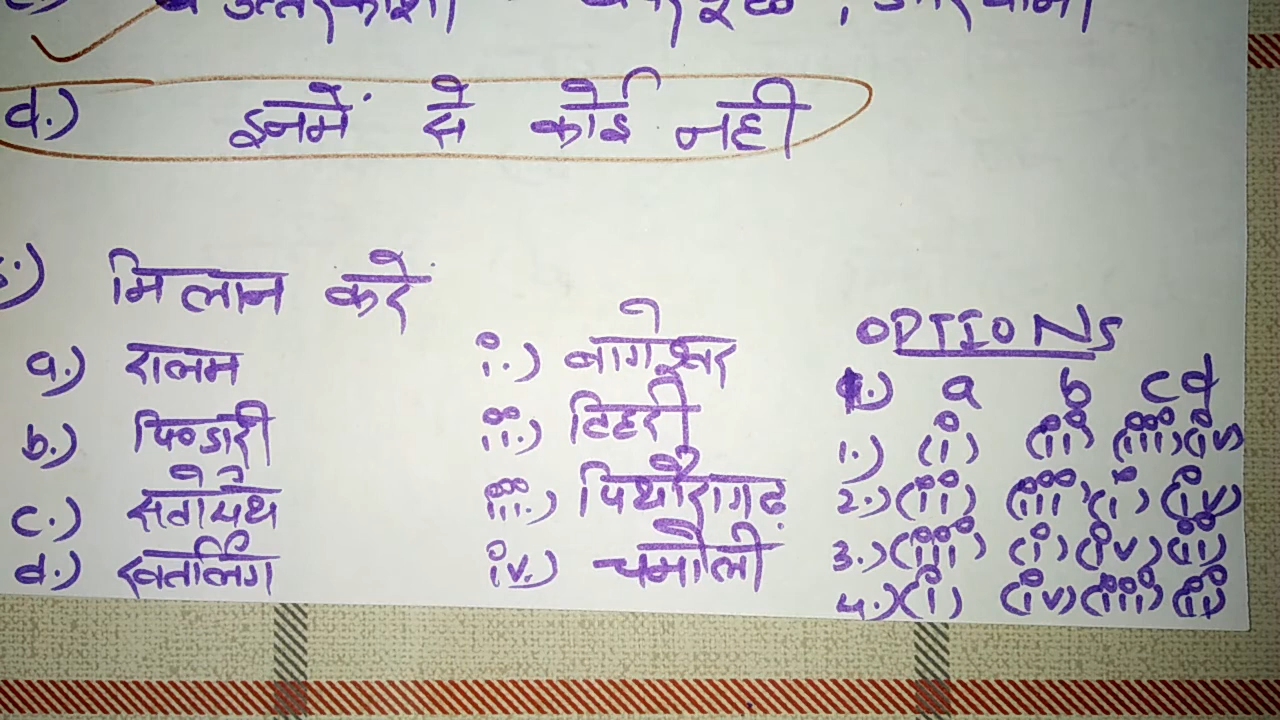 d.) इनमें से कोई नही
मिलान करें
a.) रालम i.) बागेश्वर
b.) पिण्डारी ii.) टिहरी
c.) सतोपंथ iii.) पिथौरागढ़
d.) खतलिंग iv.) चमोली
OPTIONS
a b c d
1.) (i) (ii) (iii) (iv)
2.) (ii) (iii) (i) (iv)
3.) (iii) (i) (iv) (ii)
4.) (i) (iv) (iii) (ii)